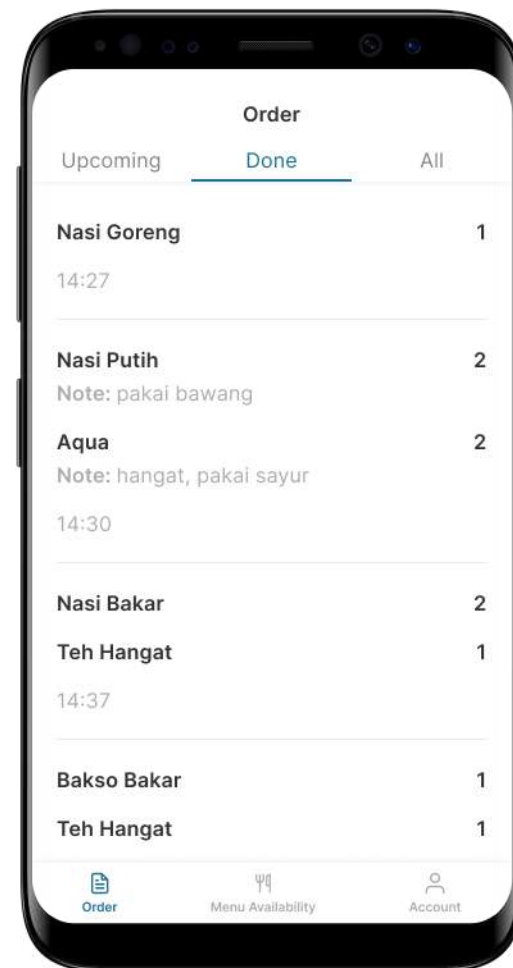 Order
Upcoming Done All
Nasi Goreng 1
14:27
Nasi Putih 2
Note: pakai bawang
Aqua 2
Note: hangat, pakai sayur
14:30
Nasi Bakar 2
Teh Hangat 1
14:37
Bakso Bakar 1
Teh Hangat 1
Order Menu Availability Account